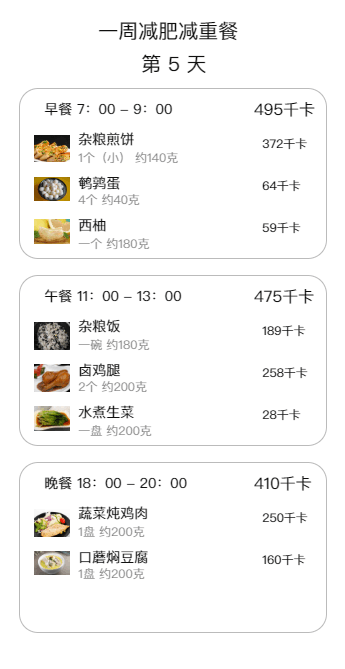 一周减肥减重餐
第 5 天
早餐 7：00 – 9：00 495千卡
杂粮煎饼 372千卡
1个（小） 约140克
鹌鹑蛋 64千卡
4个 约40克
西柚 59千卡
一个 约180克
午餐 11：00 – 13：00 475千卡
杂粮饭 189千卡
一碗 约180克
卤鸡腿 258千卡
2个 约200克
水煮生菜 28千卡
一盘 约200克
晚餐 18：00 – 20：00 410千卡
蔬菜炖鸡肉 250千卡
1盘 约200克
口蘑焖豆腐 160千卡
1盘 约200克